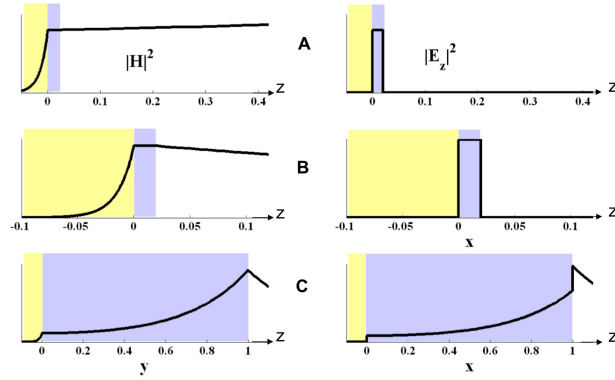 |H|² A |E_z|²
0 0.1 0.2 0.3 0.4 Z 0 0.1 0.2 0.3 0.4 Z
B
-0.1 -0.05 0 0.05 0.1 Z -0.1 -0.05 0 0.05 0.1 Z
x
C
0 0.2 0.4 0.6 0.8 1 Z 0 0.2 0.4 0.6 0.8 1 Z
y x